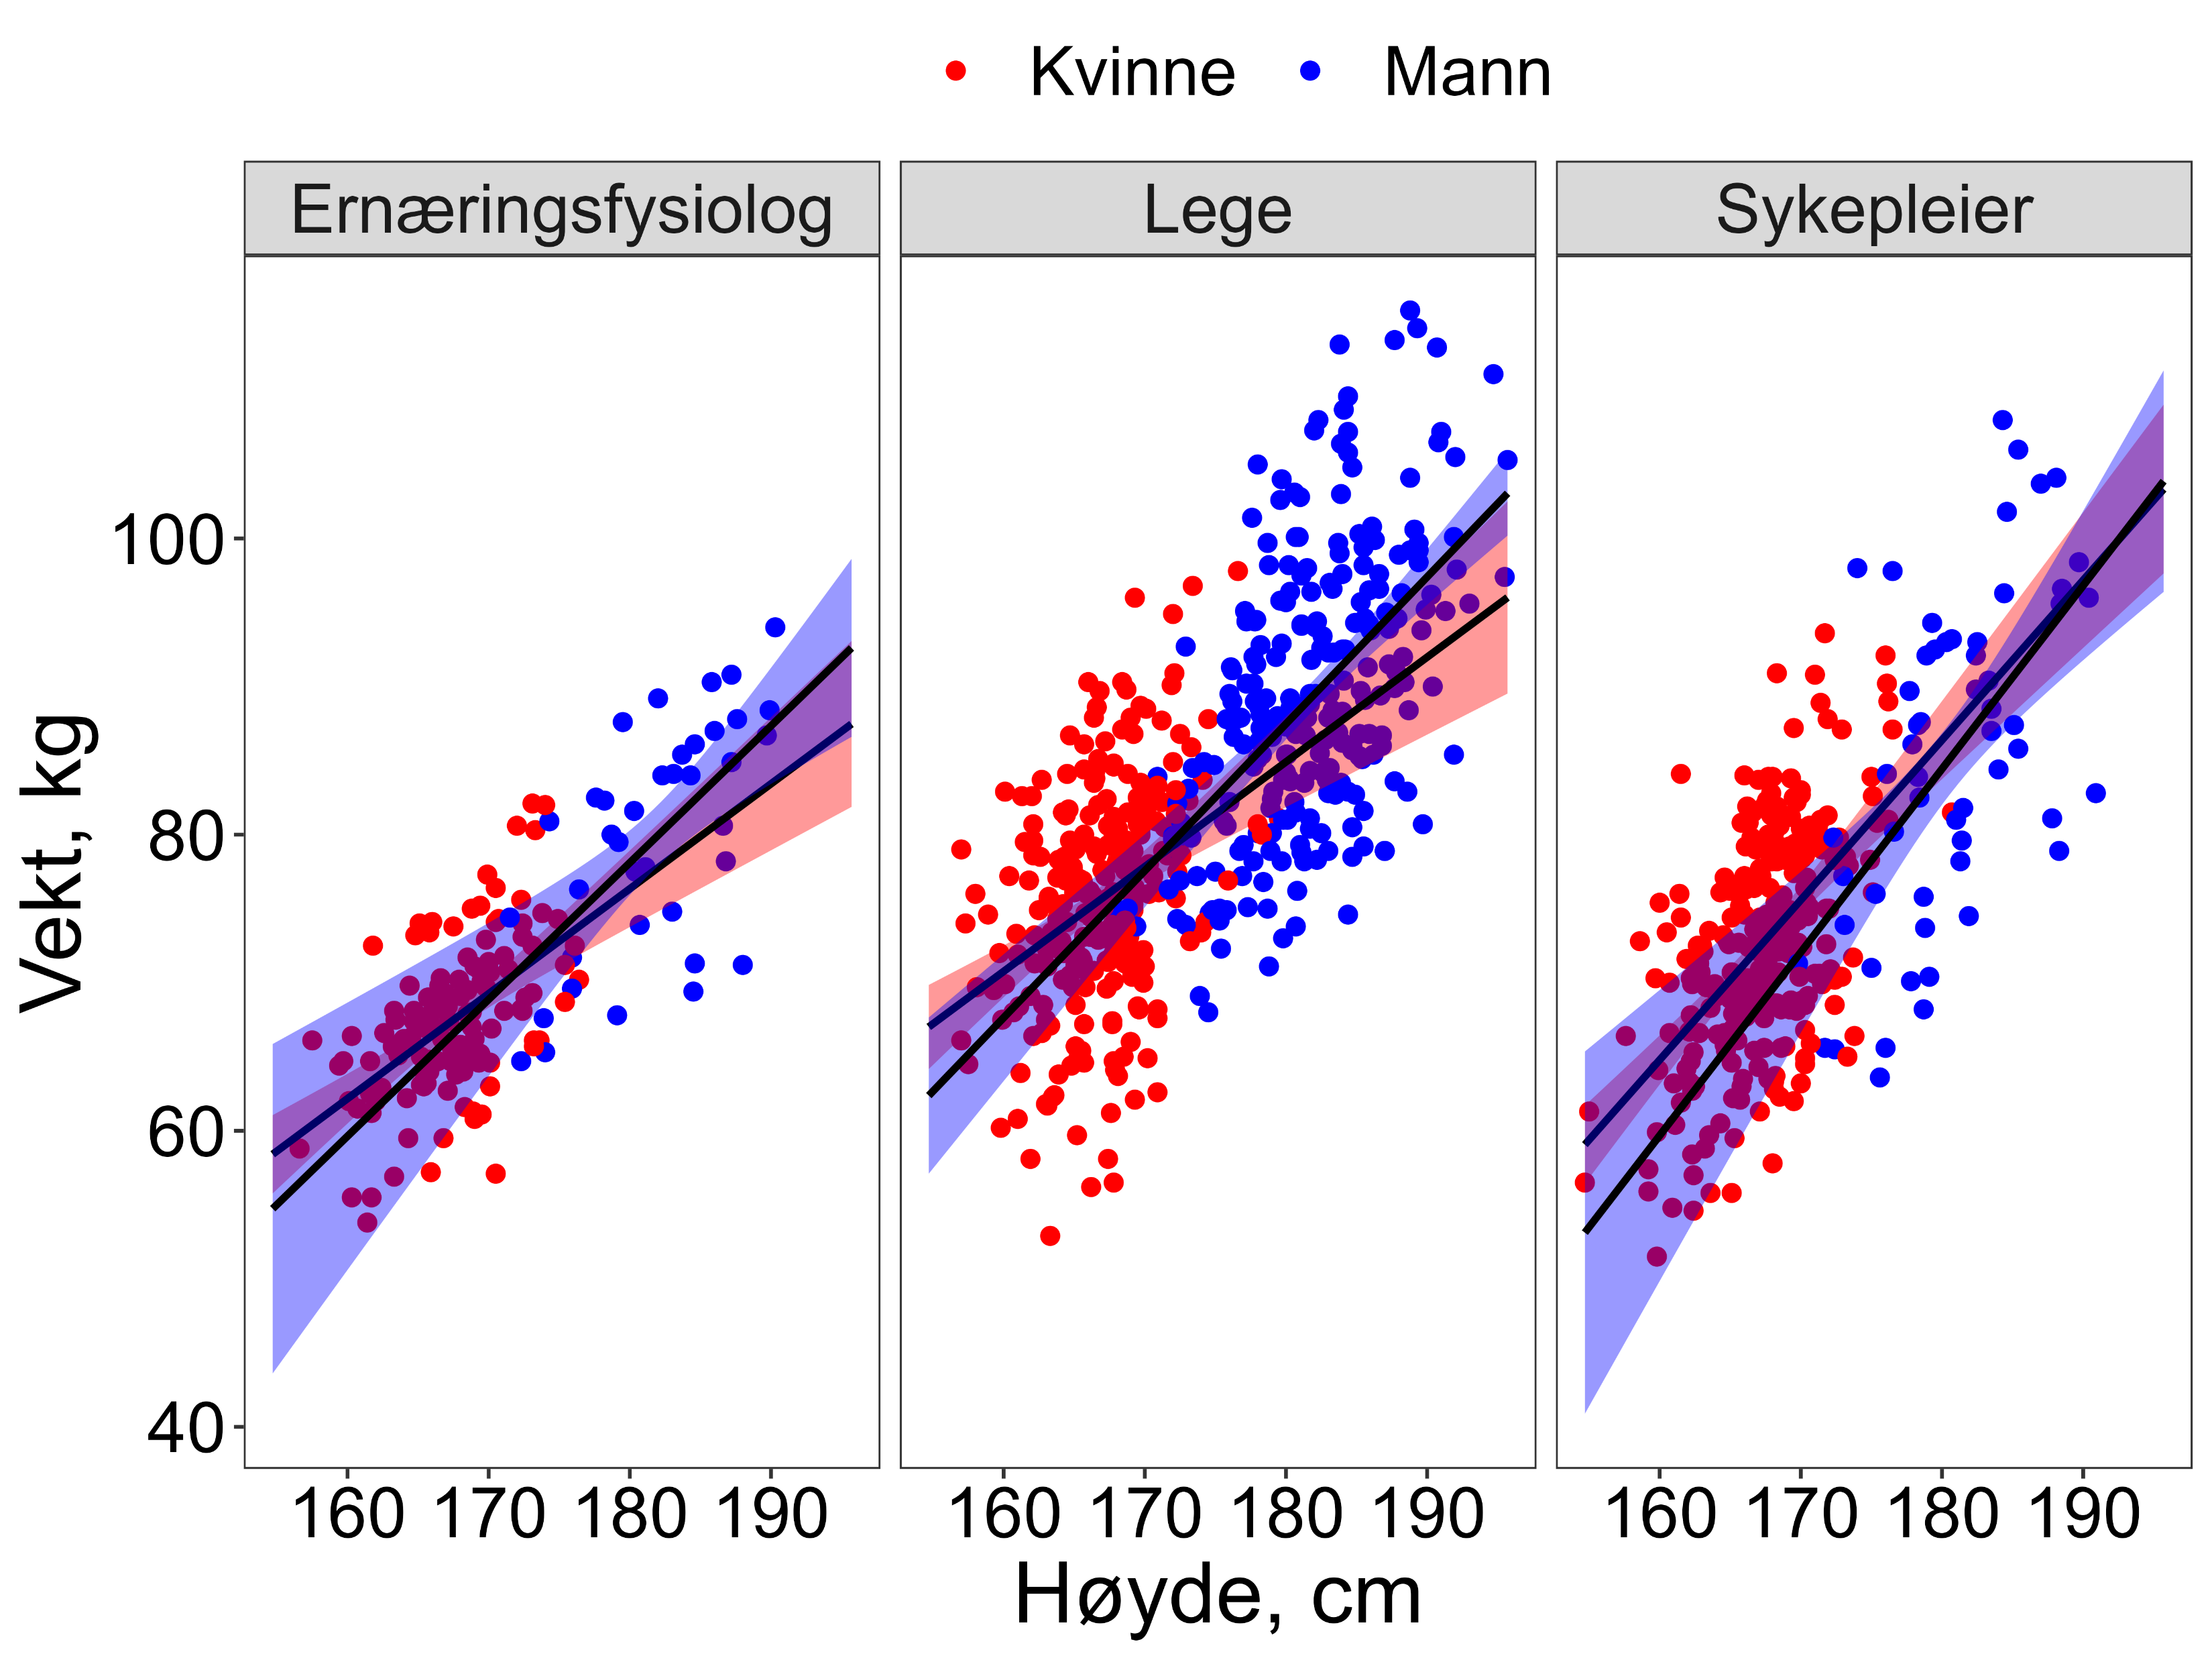 Kvinne Mann
Ernæringsfysiolog Lege Sykepleier
Vekt, kg
100
80
60
40
160 170 180 190 160 170 180 190 160 170 180 190
Høyde, cm